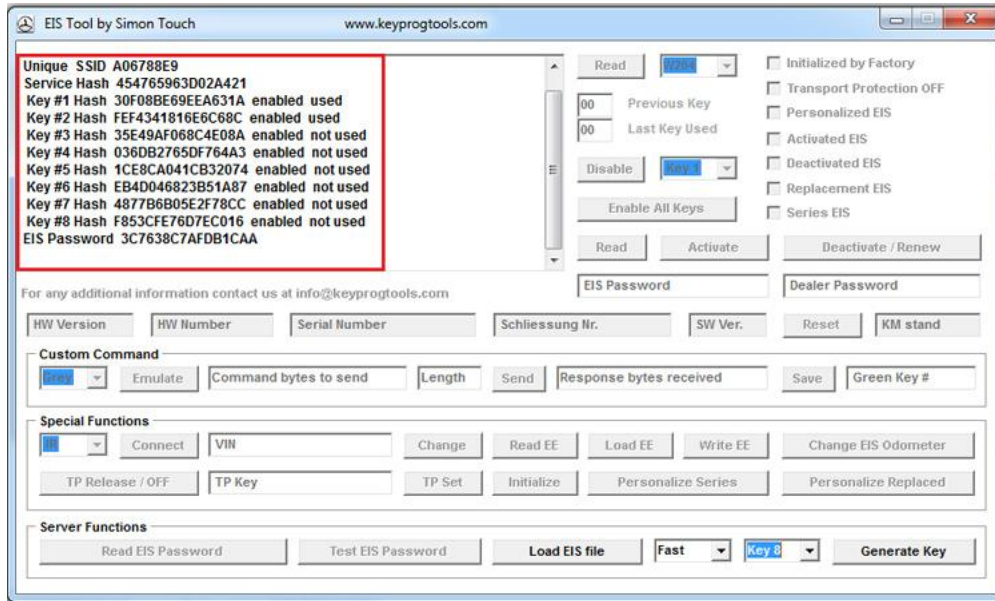 EIS Tool by Simon Touch www.keyprogtools.com
Unique SSID A06788E9
Service Hash 454765963D02A421
Key #1 Hash 30F08BE69EEA631A enabled used
Key #2 Hash FEF4341816E6C68C enabled used
Key #3 Hash 35E49AF068C4E08A enabled not used
Key #4 Hash 036DB2765DF764A3 enabled not used
Key #5 Hash 1CE8CA041CB32074 enabled not used
Key #6 Hash EB4D046823B51A87 enabled not used
Key #7 Hash 4877B6B05E2F78CC enabled not used
Key #8 Hash F853CFE76D7EC016 enabled not used
EIS Password 3C7638C7AFDB1CAA
For any additional information contact us at info@keyprogtools.com
Read W204
00 Previous Key
00 Last Key Used
Disable Key 1
Enable All Keys
Initialized by Factory
Transport Protection OFF
Personalized EIS
Activated EIS
Deactivated EIS
Replacement EIS
Series EIS
Read Activate Deactivate / Renew
EIS Password Dealer Password
HW Version HW Number Serial Number Schliessung Nr. SW Ver. Reset KM stand
Custom Command
Grey Emulate Command bytes to send Length Send Response bytes received Save Green Key #
Special Functions
IR Connect VIN Change Read EE Load EE Write EE Change EIS Odometer
TP Release / OFF TP Key TP Set Initialize Personalize Series Personalize Replaced
Server Functions
Read EIS Password Test EIS Password Load EIS file Fast Key 8 Generate Key